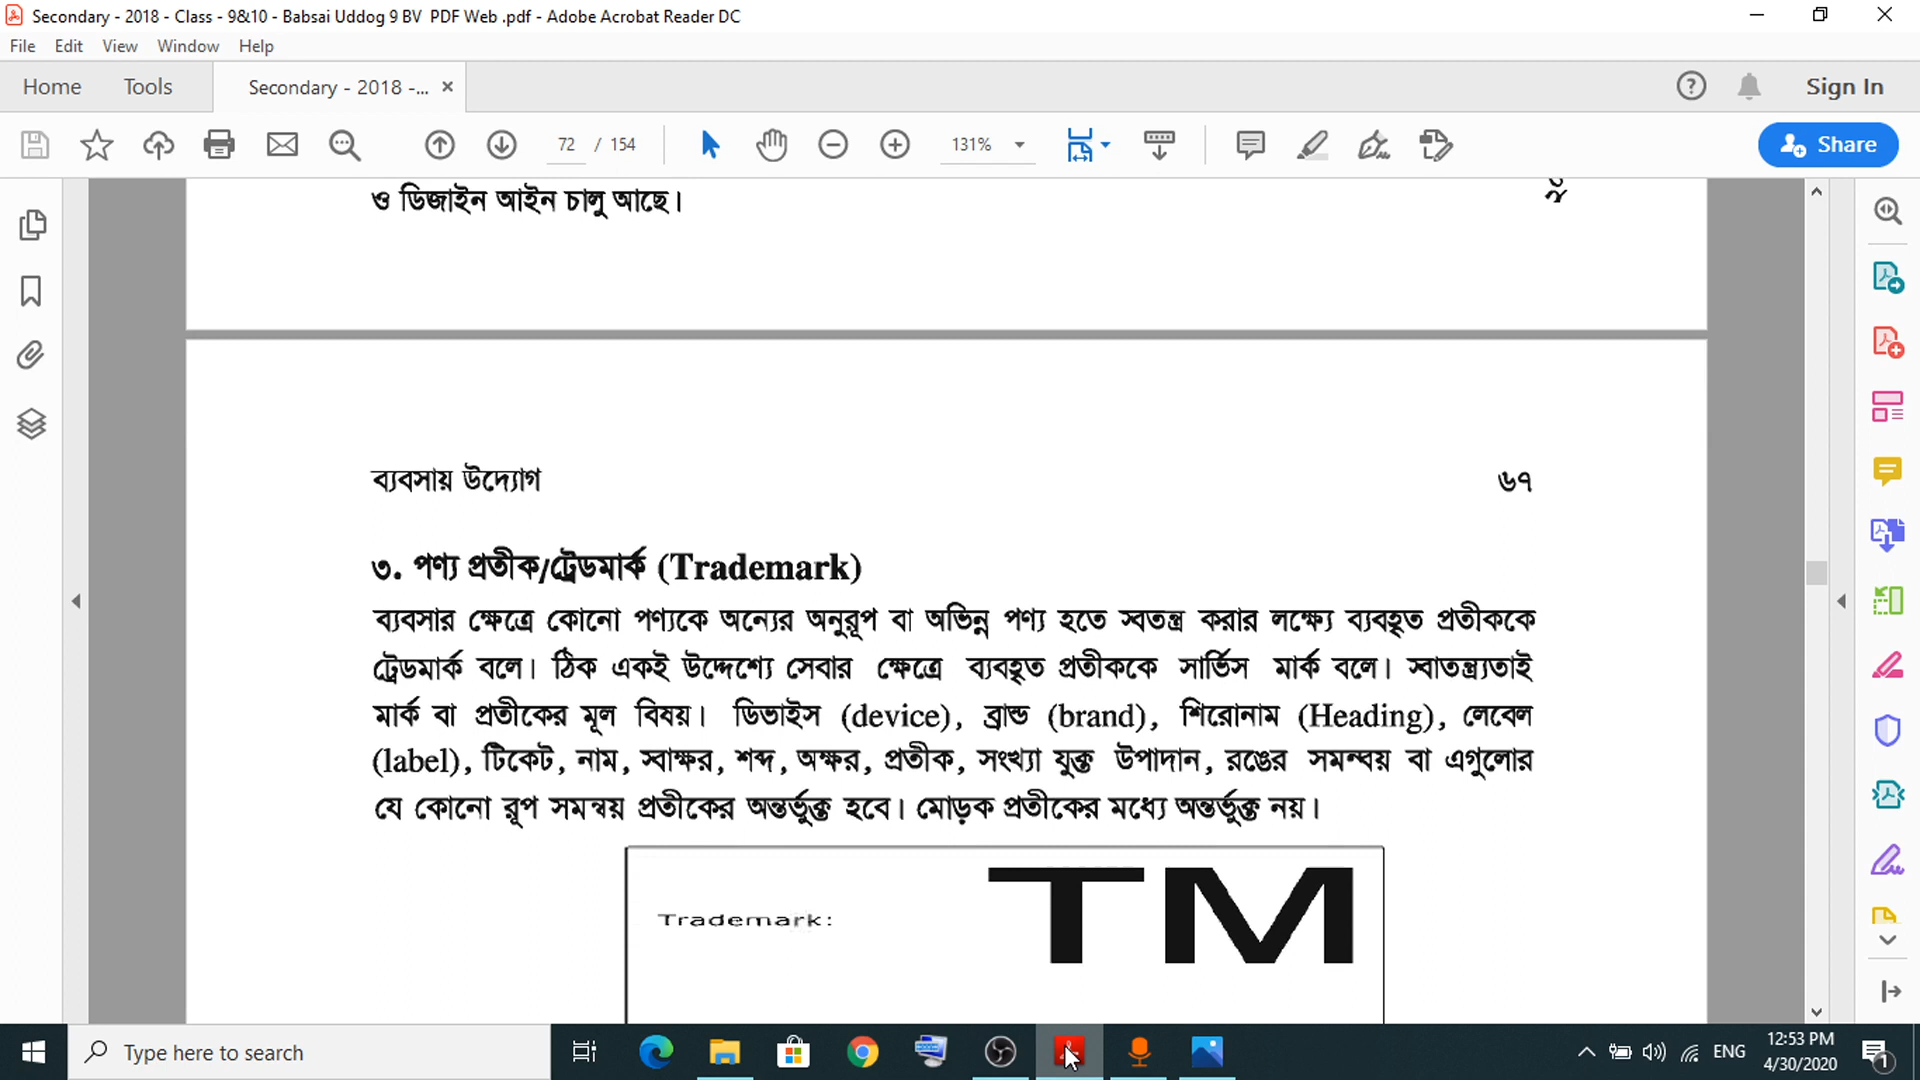 Secondary - 2018 - Class - 9&10 - Babsai Uddog 9 BV PDF Web .pdf - Adobe Acrobat Reader DC
File Edit View Window Help
Home Tools Secondary - 2018 -... × Sign In
72 / 154 131% Share
ও ডিজাইন আইন চালু আছে।
ব্যবসায় উদ্যোগ ৬৭
৩. পণ্য প্রতীক/ট্রেডমার্ক (Trademark)
ব্যবসার ক্ষেত্রে কোনো পণ্যকে অন্যের অনুরূপ বা অভিন্ন পণ্য হতে স্বতন্ত্র করার লক্ষ্যে ব্যবহৃত প্রতীককে
ট্রেডমার্ক বলে। ঠিক একই উদ্দেশ্যে সেবার ক্ষেত্রে ব্যবহৃত প্রতীককে সার্ভিস মার্ক বলে। স্বাতন্ত্র্যতাই
মার্ক বা প্রতীকের মূল বিষয়। ডিভাইস (device), ব্রান্ড (brand), শিরোনাম (Heading), লেবেল
(label), টিকেট, নাম, স্বাক্ষর, শব্দ, অক্ষর, প্রতীক, সংখ্যা যুক্ত উপাদান, রঙের সমন্বয় বা এগুলোর
যে কোনো রূপ সমন্বয় প্রতীকের অন্তর্ভুক্ত হবে। মোড়ক প্রতীকের মধ্যে অন্তর্ভুক্ত নয়।
Trademark: TM
Type here to search ENG 12:53 PM
4/30/2020 1